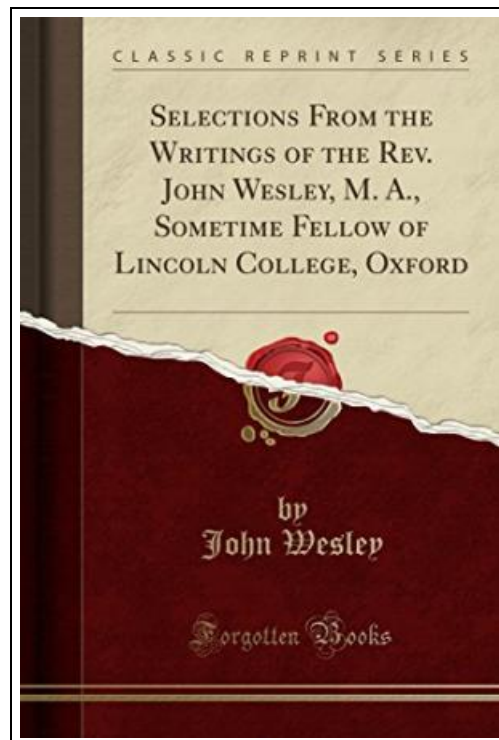 CLASSIC REPRINT SERIES
SELECTIONS FROM THE
WRITINGS OF THE REV.
JOHN WESLEY, M. A.,
SOMETIME FELLOW OF
LINCOLN COLLEGE, OXFORD
by
John Wesley
Forgotten Books